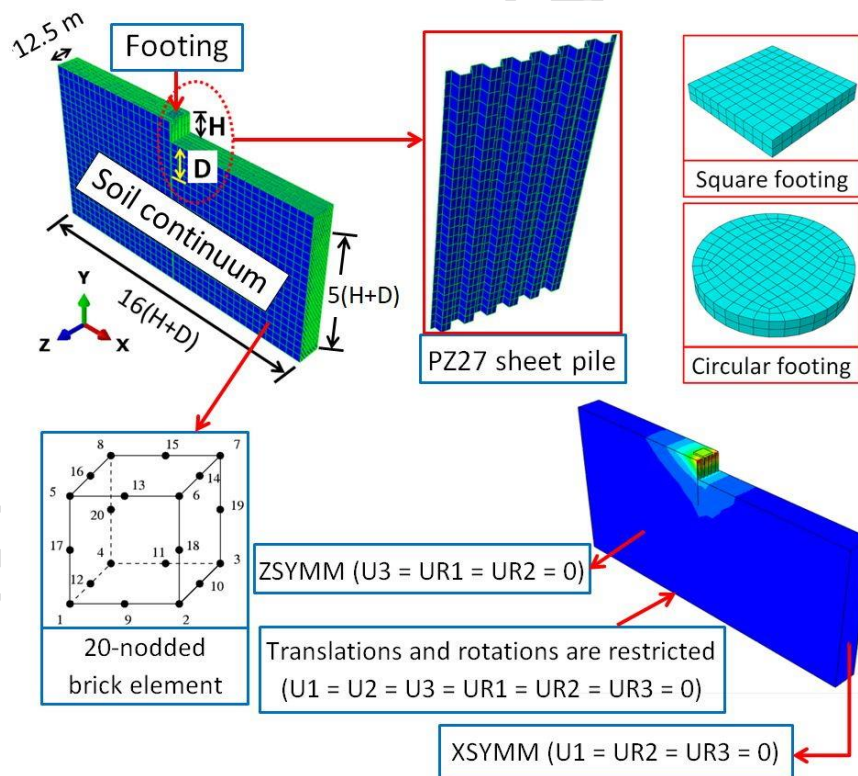 12.5 m
Footing
H
D
Soil continuum
16(H+D)
5(H+D)
Y
Z
X
PZ27 sheet pile
Square footing
Circular footing
8
15
7
16
14
5
13
6
20
19
17
4
11
18
3
12
10
1
9
2
20-nodded
brick element
ZSYMM (U3 = UR1 = UR2 = 0)
Translations and rotations are restricted
(U1 = U2 = U3 = UR1 = UR2 = UR3 = 0)
XSYMM (U1 = UR2 = UR3 = 0)